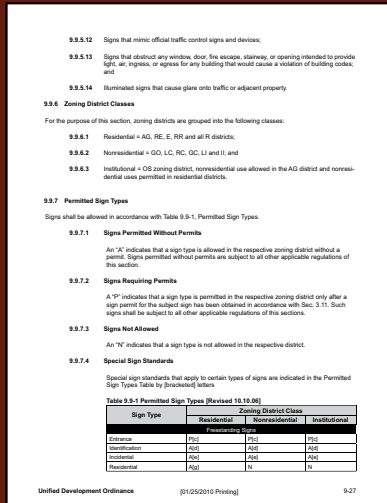 9.9.5.12 Signs that mimic official traffic control signs and devices;
9.9.5.13 Signs that obstruct any window, door, fire escape, stairway, or opening intended to provide
light, air, ingress, or egress for any building that would cause a violation of building codes;
and
9.9.5.14 Illuminated signs that cause glare onto traffic or adjacent property.
9.9.6 Zoning District Classes
For the purpose of this section, zoning districts are grouped into the following classes:
9.9.6.1 Residential = AG, RE, E, RR and all R districts;
9.9.6.2 Nonresidential = GO, LC, RC, GC, LI and II; and
9.9.6.3 Institutional = OS zoning district, nonresidential use allowed in the AG district and nonresi-
dential uses permitted in residential districts.
9.9.7 Permitted Sign Types
Signs shall be allowed in accordance with Table 9.9-1, Permitted Sign Types.
9.9.7.1 Signs Permitted Without Permits
An "A" indicates that a sign type is allowed in the respective zoning district without a
permit. Signs permitted without permits are subject to all other applicable regulations of
this section.
9.9.7.2 Signs Requiring Permits
A "P" indicates that a sign type is permitted in the respective zoning district only after a
sign permit for the subject sign has been obtained in accordance with Sec. 3.11. Such
signs shall be subject to all other applicable regulations of this sections.
9.9.7.3 Signs Not Allowed
An "N" indicates that a sign type is not allowed in the respective district.
9.9.7.4 Special Sign Standards
Special sign standards that apply to certain types of signs are indicated in the Permitted
Sign Types Table by [bracketed] letters
Table 9.9-1 Permitted Sign Types [Revised 10.10.06]
Sign Type Zoning District Class
Residential Nonresidential Institutional
Freestanding Signs
Entrance P[c] P[c] P[c]
Identification A[d] A[d] A[d]
Incidental A[e] A[e] A[e]
Residential A[g] N N
Unified Development Ordinance [01/25/2010 Printing] 9-27